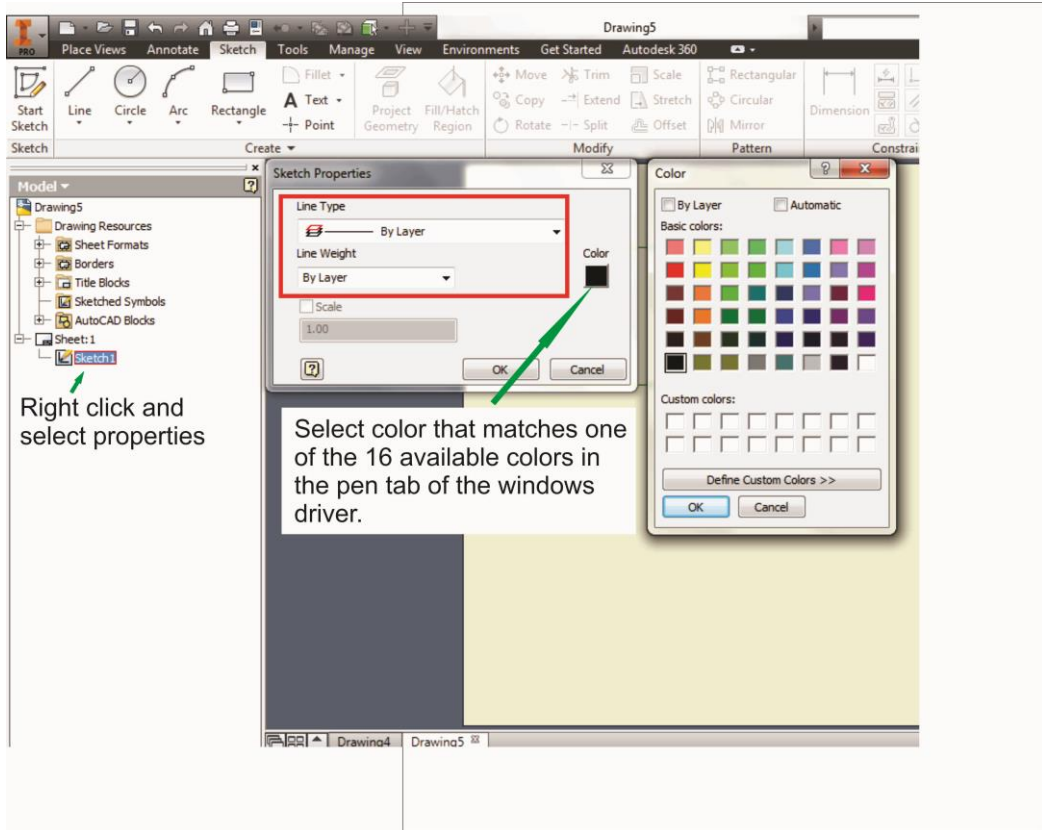 Drawing5
PRO
Place Views Annotate Sketch Tools Manage View Environments Get Started Autodesk 360
Start Sketch
Line
Circle
Arc
Rectangle
Fillet
Text
Point
Project Geometry
Fill/Hatch Region
Move Trim Scale
Copy Extend Stretch
Rotate Split Offset
Rectangular
Circular
Mirror
Dimension
Sketch
Create
Modify
Pattern
Constrai
Model
Drawing5
Drawing Resources
Sheet Formats
Borders
Title Blocks
Sketched Symbols
AutoCAD Blocks
Sheet:1
Sketch1
Right click and
select properties
Sketch Properties
Line Type
By Layer
Line Weight
By Layer
Color
Scale
1.00
OK
Cancel
Select color that matches one
of the 16 available colors in
the pen tab of the windows
driver.
Color
By Layer
Automatic
Basic colors:
Custom colors:
Define Custom Colors >>
OK
Cancel
Drawing4
Drawing5